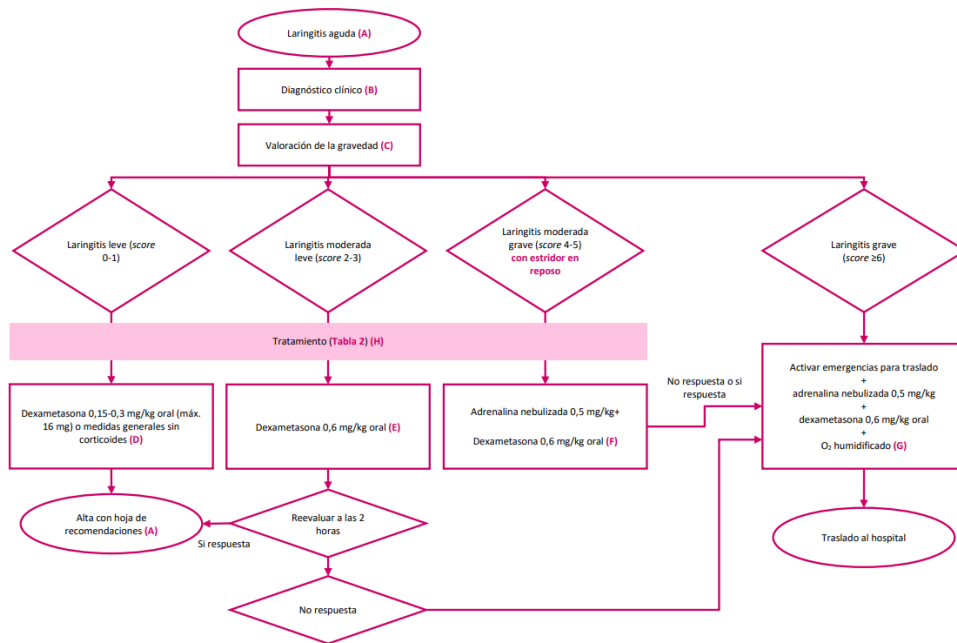 Laringitis aguda (A)
Diagnóstico clínico (B)
Valoración de la gravedad (C)
Laringitis leve (score
0-1)
Laringitis moderada
leve (score 2-3)
Laringitis moderada
grave (score 4-5)
con estridor en
reposo
Laringitis grave
(score ≥6)
Tratamiento (Tabla 2) (H)
Dexametasona 0,15-0,3 mg/kg oral (máx.
16 mg) o medidas generales sin
corticoides (D)
Dexametasona 0,6 mg/kg oral (E)
Adrenalina nebulizada 0,5 mg/kg+
Dexametasona 0,6 mg/kg oral (F)
No respuesta o si
respuesta
Activar emergencias para traslado
+
adrenalina nebulizada 0,5 mg/kg
+
dexametasona 0,6 mg/kg oral
+
O₂ humidificado (G)
Alta con hoja de
recomendaciones (A)
Si respuesta
Reevaluar a las 2
horas
Traslado al hospital
No respuesta